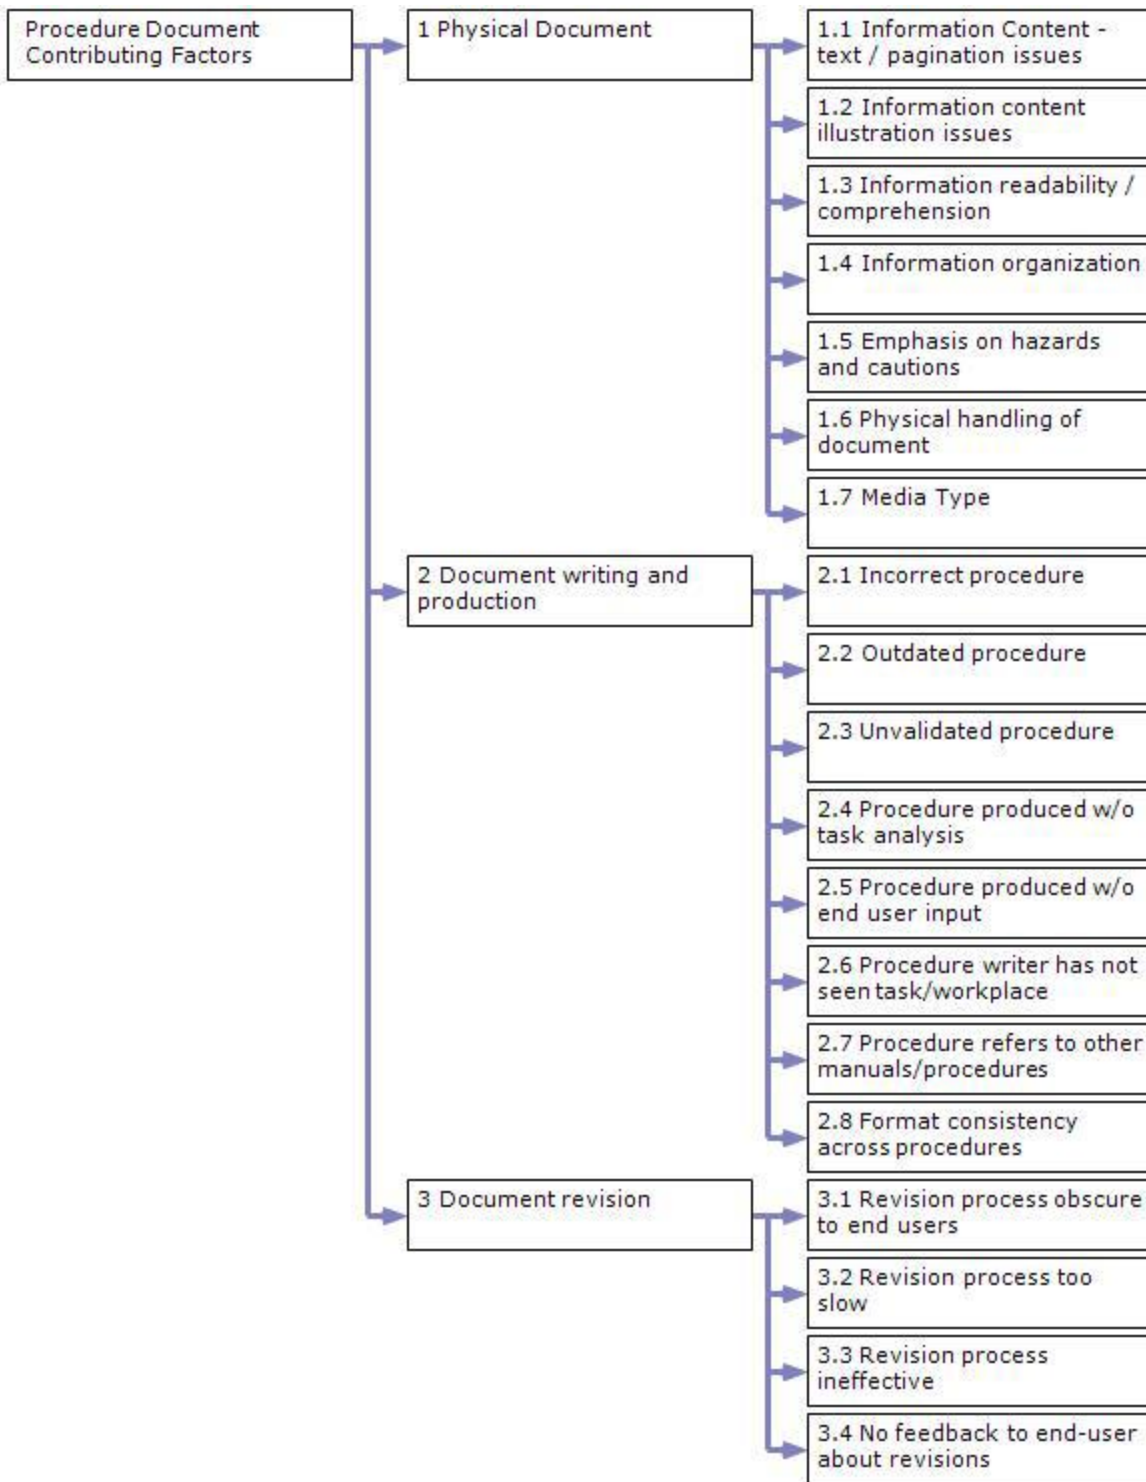 Procedure Document
Contributing Factors
1 Physical Document
1.1 Information Content -
text / pagination issues
1.2 Information content
illustration issues
1.3 Information readability /
comprehension
1.4 Information organization
1.5 Emphasis on hazards
and cautions
1.6 Physical handling of
document
1.7 Media Type
2 Document writing and
production
2.1 Incorrect procedure
2.2 Outdated procedure
2.3 Unvalidated procedure
2.4 Procedure produced w/o
task analysis
2.5 Procedure produced w/o
end user input
2.6 Procedure writer has not
seen task/workplace
2.7 Procedure refers to other
manuals/procedures
2.8 Format consistency
across procedures
3 Document revision
3.1 Revision process obscure
to end users
3.2 Revision process too
slow
3.3 Revision process
ineffective
3.4 No feedback to end-user
about revisions